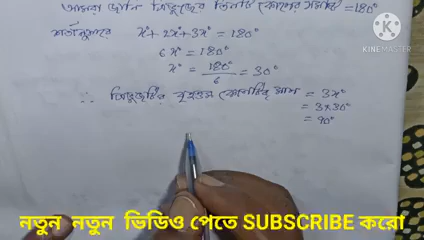 আমরা জানি ত্রিভুজের তিনটি কোণের সমষ্টি = 180°
শর্তানুসারে x° + 2x + 3x° = 180°
6x° = 180°
x° = 180°/6 = 30°
∴ ত্রিভুজটির বৃহত্তম কোণটির মান = 3x°
= 3×30°
= 90°
KINEMASTER
নতুন নতুন ভিডিও পেতে SUBSCRIBE করো